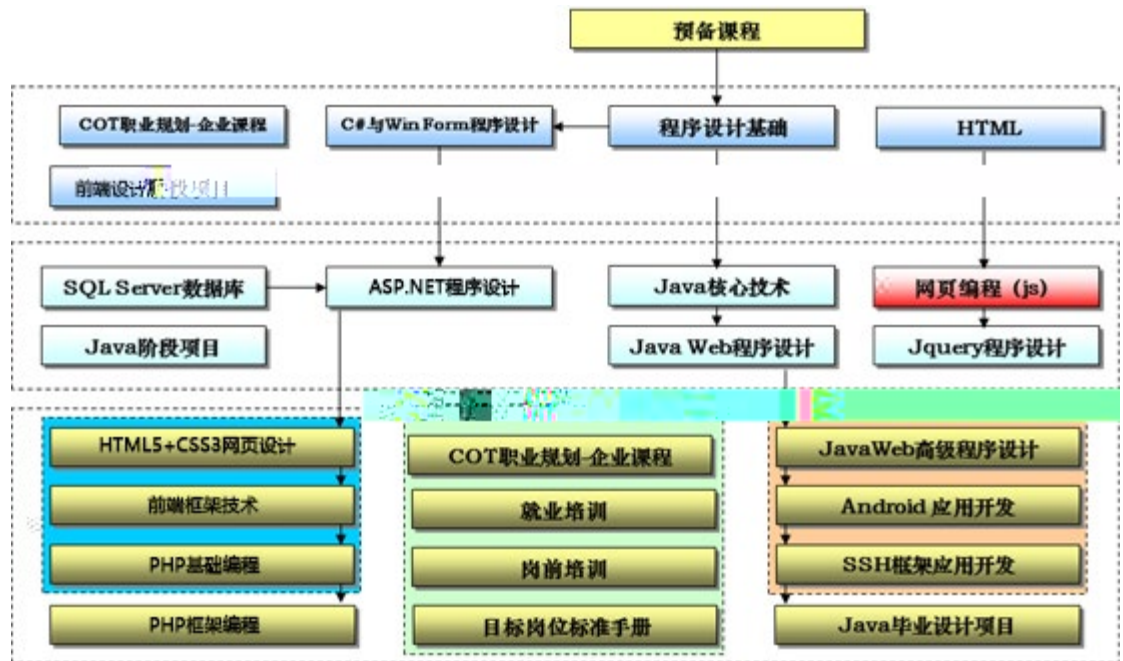 预备课程
COT职业规划-企业课程
C#与Win Form程序设计
程序设计基础
HTML
前端设计阶段项目
SQL Server数据库
ASP.NET程序设计
Java核心技术
网页编程（js）
Java阶段项目
Java Web程序设计
Jquery程序设计
HTML5+CSS3网页设计
COT职业规划-企业课程
JavaWeb高级程序设计
前端框架技术
就业培训
Android 应用开发
PHP基础编程
岗前培训
SSH框架应用开发
PHP框架编程
目标岗位标准手册
Java毕业设计项目